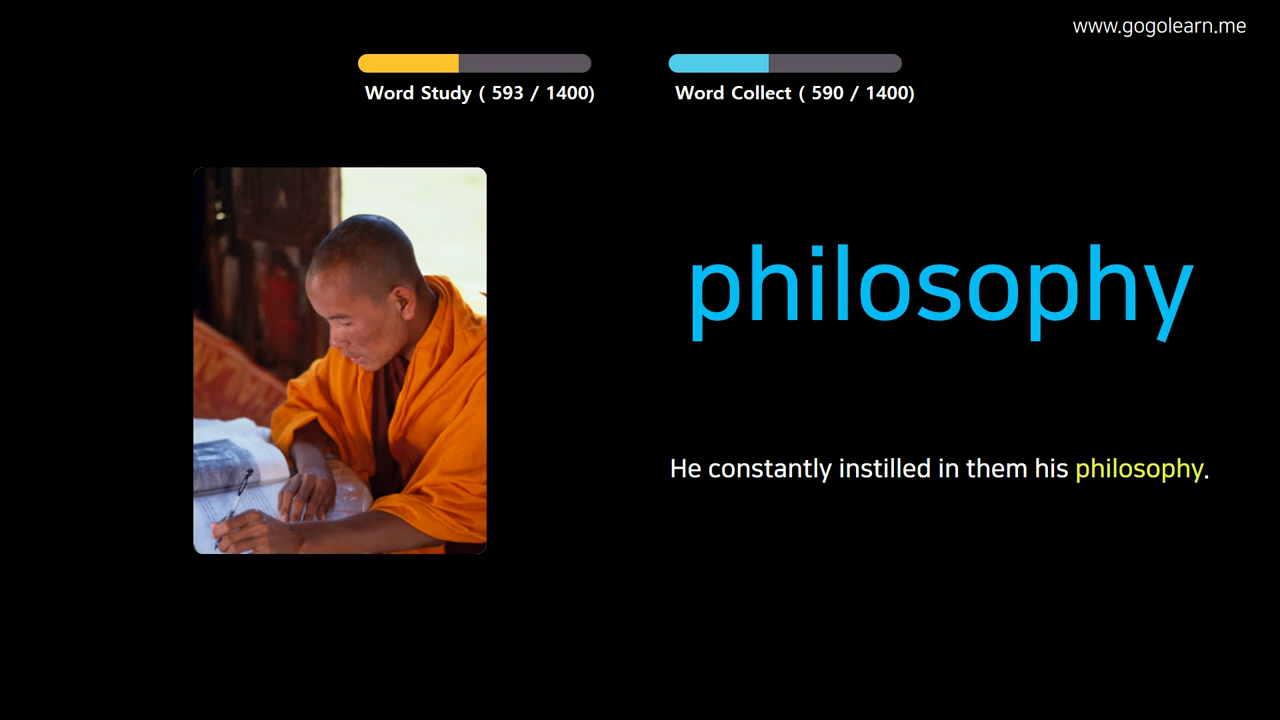 www.gogolearn.me
Word Study ( 593 / 1400)
Word Collect ( 590 / 1400)
philosophy
He constantly instilled in them his philosophy.